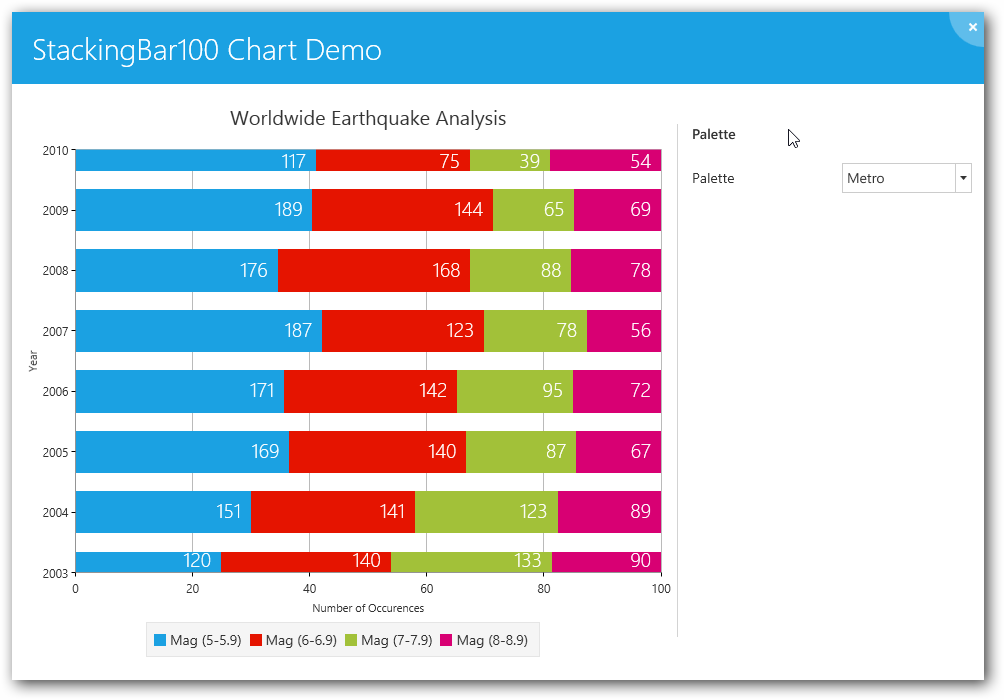 StackingBar100 Chart Demo
×
Worldwide Earthquake Analysis
Palette
Palette Metro
2010 117 75 39 54
2009 189 144 65 69
2008 176 168 88 78
2007 187 123 78 56
2006 171 142 95 72
2005 169 140 87 67
2004 151 141 123 89
2003 120 140 133 90
Year
0 20 40 60 80 100
Number of Occurences
Mag (5-5.9) Mag (6-6.9) Mag (7-7.9) Mag (8-8.9)